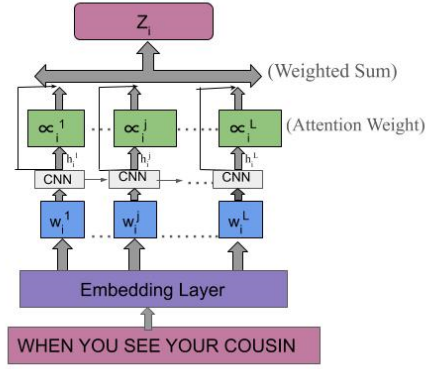 Z_i
(Weighted Sum)
∝_i^1 ..... ∝_i^j ...... ∝_i^L (Attention Weight)
h_i^1 h_i^j h_i^L
CNN CNN ..... CNN
w_i^1 ..... w_i^j ...... w_i^L
Embedding Layer
WHEN YOU SEE YOUR COUSIN